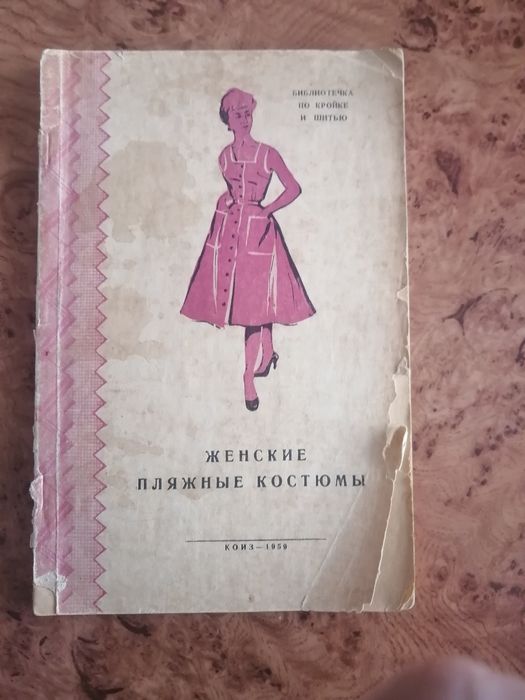 БИБЛИОТЕЧКА
ПО КРОЙКЕ
И ШИТЬЮ
ЖЕНСКИЕ
ПЛЯЖНЫЕ КОСТЮМЫ
КОИЗ—1959